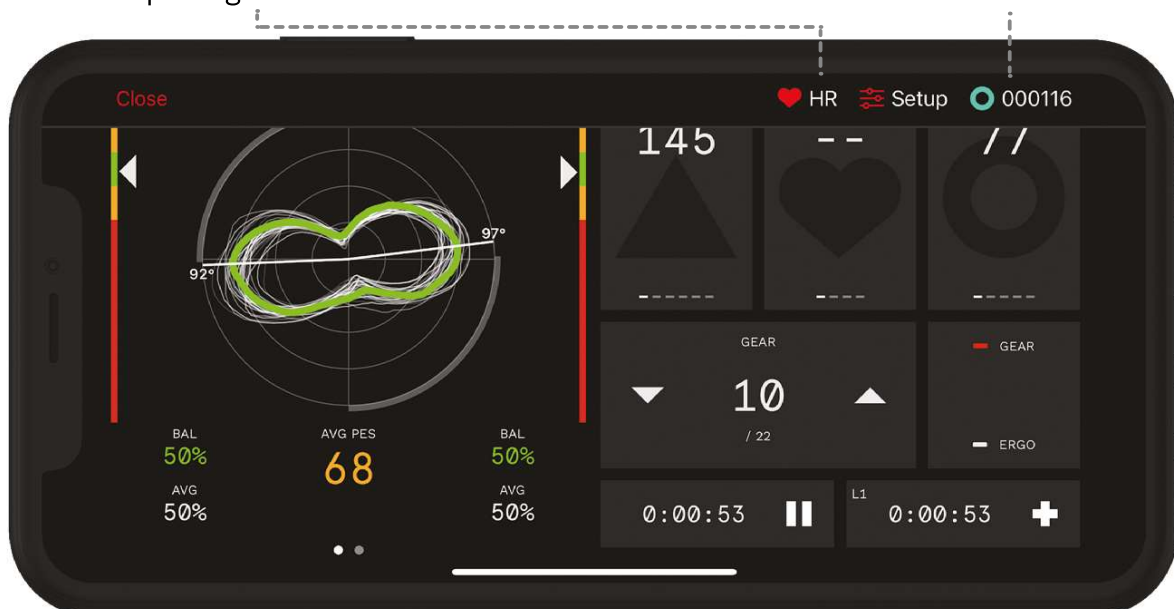 Close
HR
Setup
000116
145
--
77
97°
92°
GEAR
10
/ 22
GEAR
ERGO
BAL
50%
AVG PES
68
BAL
50%
AVG
50%
AVG
50%
0:00:53
L1
0:00:53